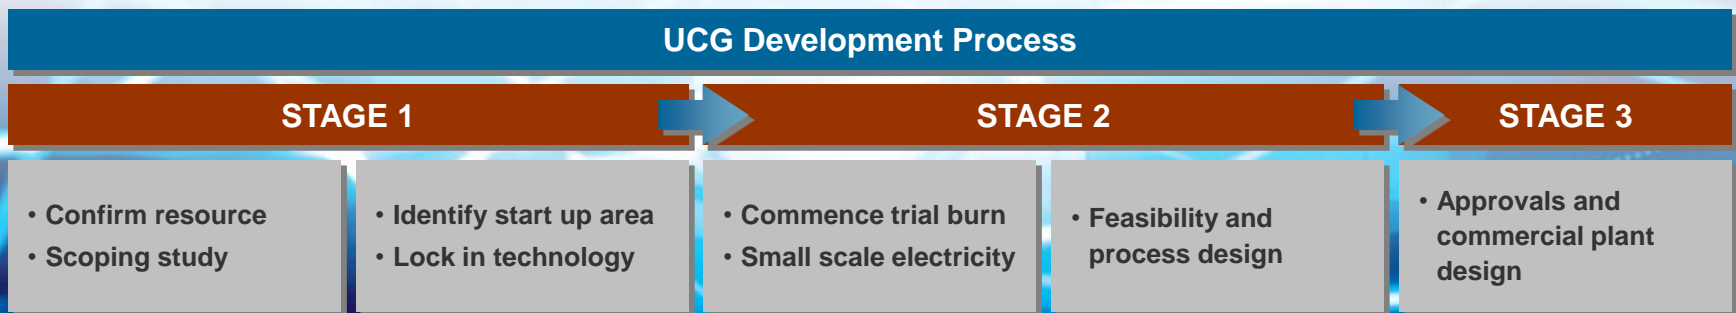 UCG Development Process
STAGE 1
STAGE 2
STAGE 3
• Confirm resource
• Scoping study
• Identify start up area
• Lock in technology
• Commence trial burn
• Small scale electricity
• Feasibility and
process design
• Approvals and
commercial plant
design